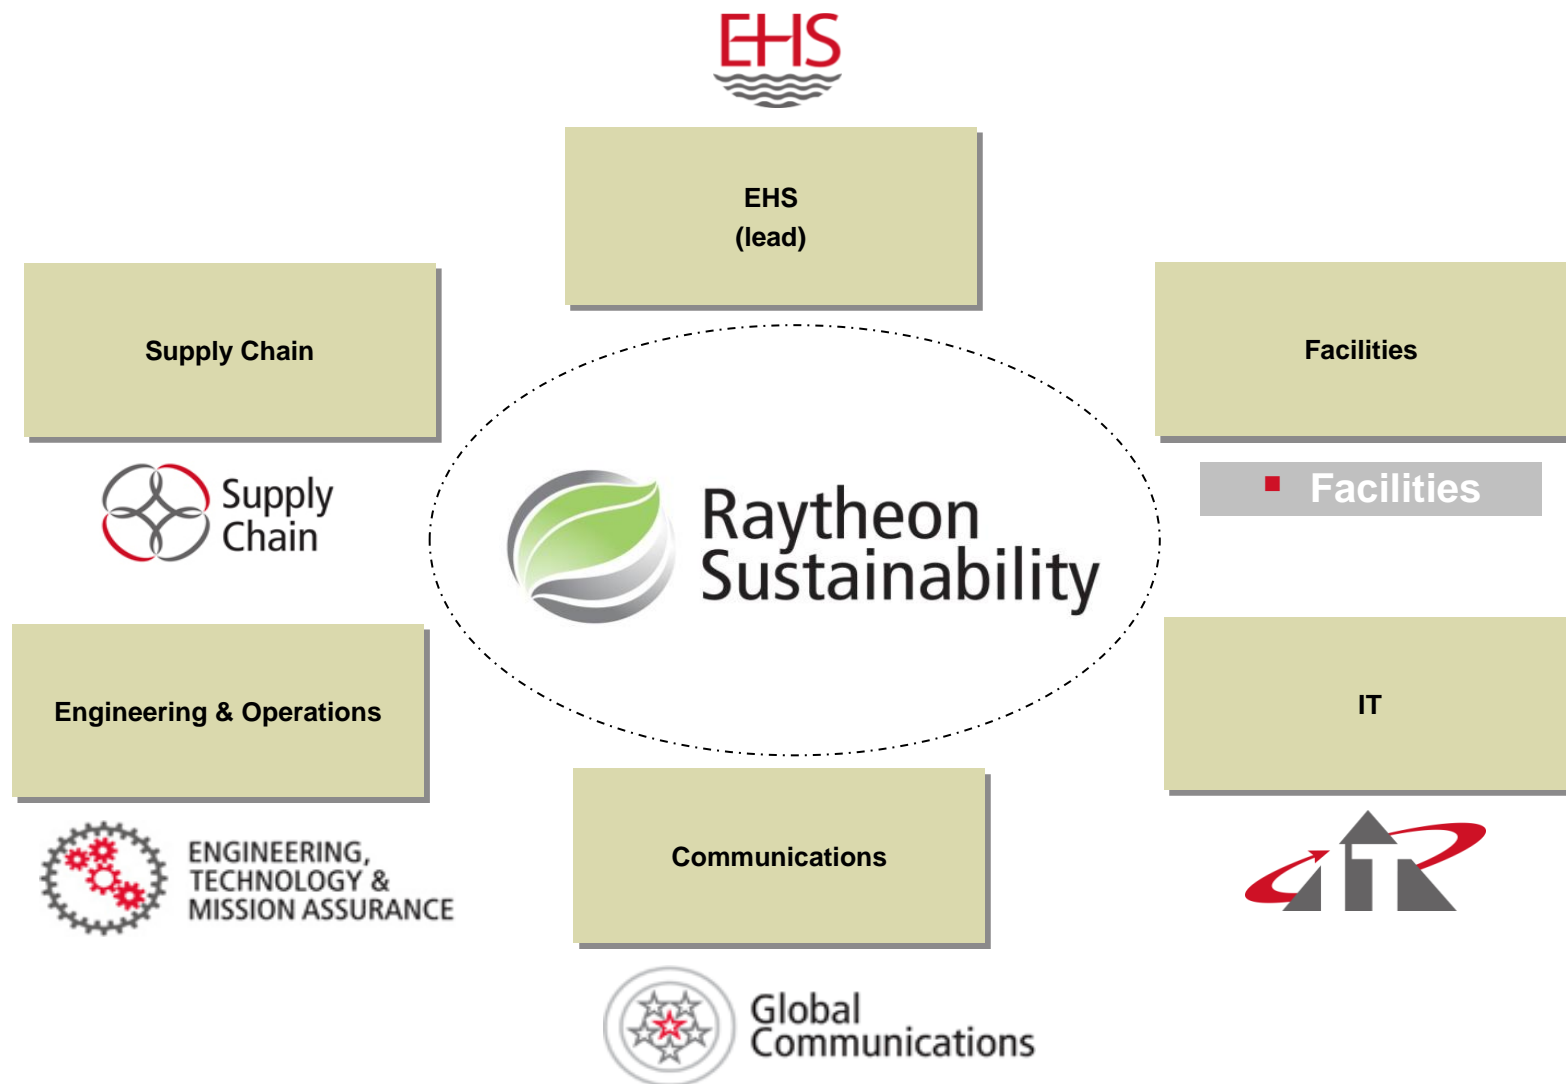 EHS
EHS
(lead)
Supply Chain
Facilities
Supply
Chain
Facilities
Raytheon
Sustainability
Engineering & Operations
IT
ENGINEERING,
TECHNOLOGY &
MISSION ASSURANCE
Communications
IT
Global
Communications